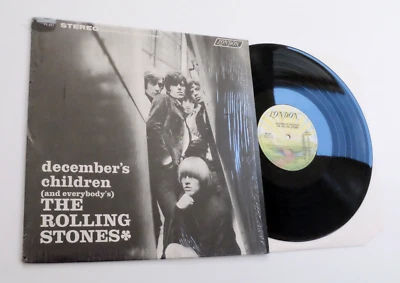 STEREO
LONDON
december's
children
(and everybody's)
THE
ROLLING
STONES
LONDON